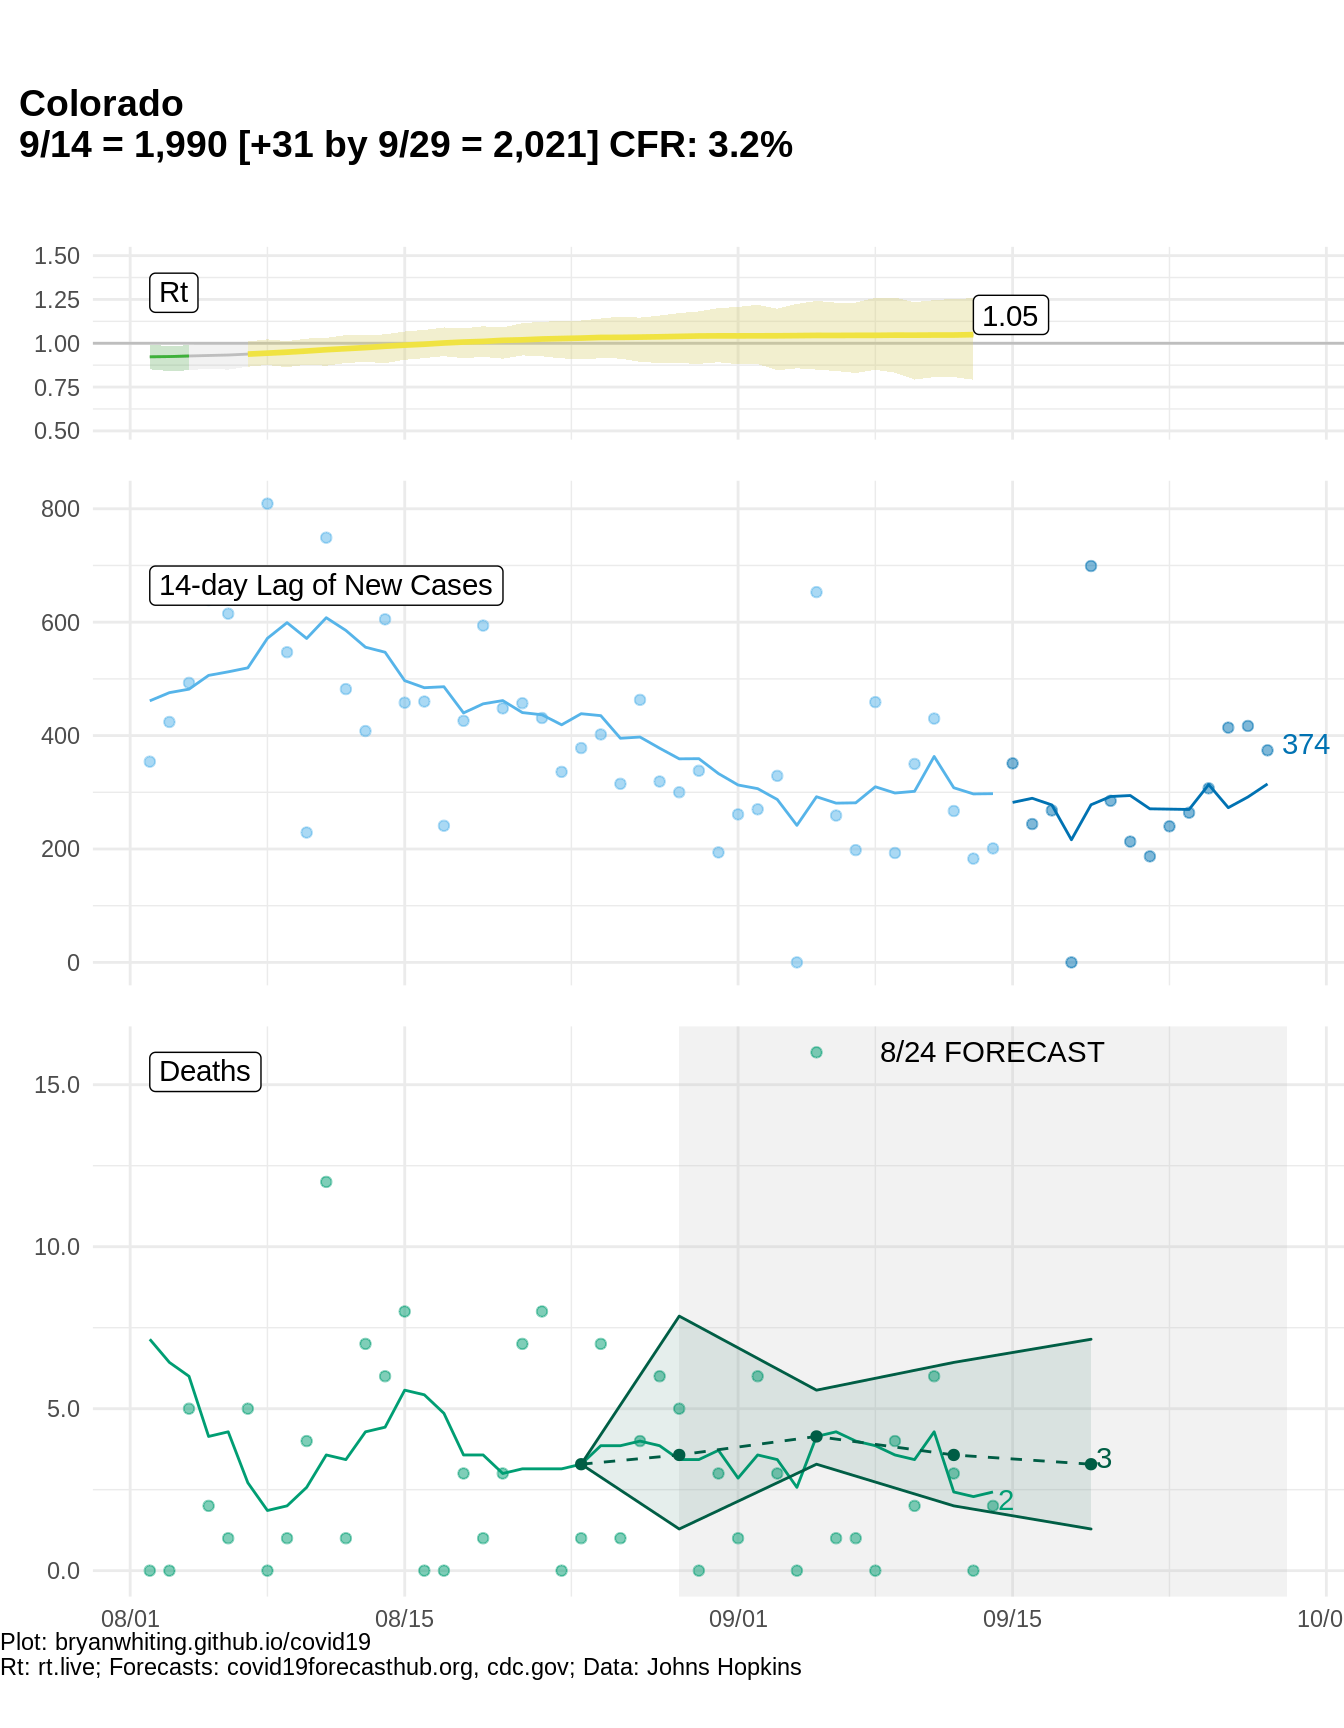 Colorado
9/14 = 1,990 [+31 by 9/29 = 2,021] CFR: 3.2%
1.50
1.25
1.00
0.75
0.50
Rt
1.05
800
600
400
200
0
14-day Lag of New Cases
374
15.0
10.0
5.0
0.0
Deaths
8/24 FORECAST
3
2
08/01 08/15 09/01 09/15 10/0
Plot: bryanwhiting.github.io/covid19
Rt: rt.live; Forecasts: covid19forecasthub.org, cdc.gov; Data: Johns Hopkins